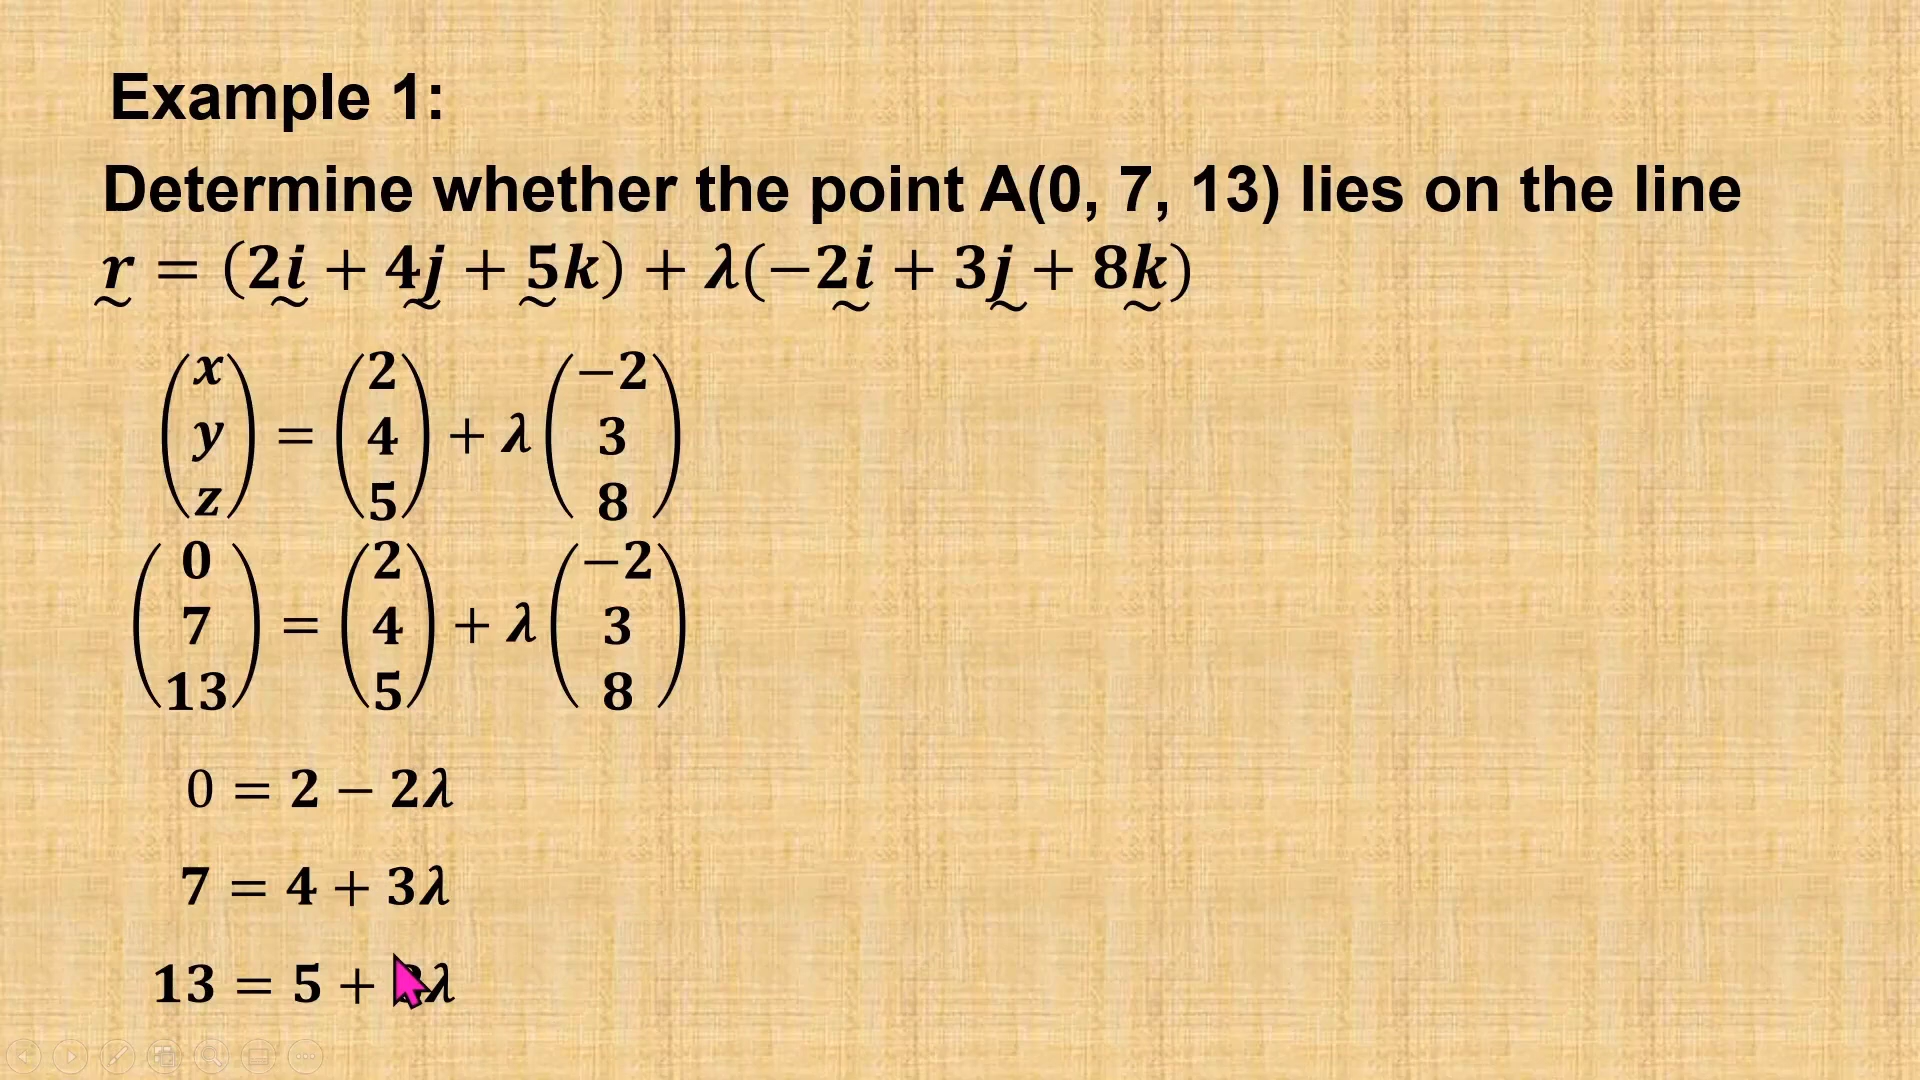 Example 1:
Determine whether the point A(0, 7, 13) lies on the line
r = (2i + 4j + 5k) + λ(−2i + 3j + 8k)
(x y z) = (2 4 5) + λ (−2 3 8)
(0 7 13) = (2 4 5) + λ (−2 3 8)
0 = 2 − 2λ
7 = 4 + 3λ
13 = 5 + λ